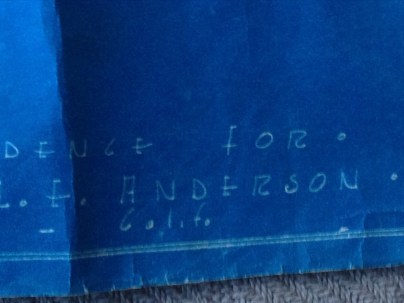 DENCE FOR.
L. E. ANDERSON.
Calif.